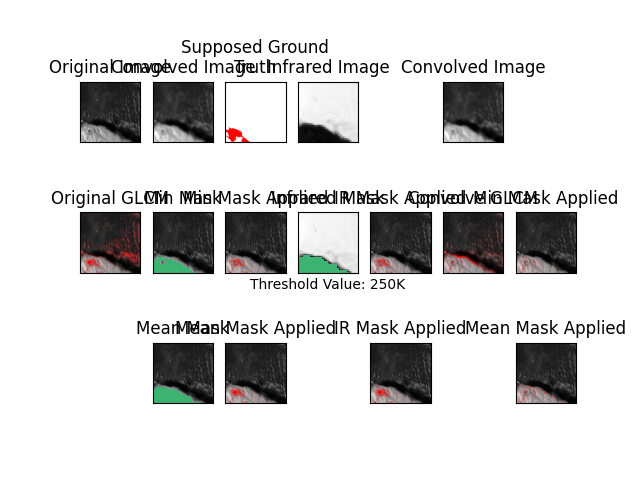 Supposed Ground
Original Image Convolved Image Truth Infrared Image Convolved Image
Original GLCM Min Mask Min Mask Applied Infrared Mask IR Mask Applied Convolve GLCM Min Mask Applied
Threshold Value: 250K
Mean Mask Mean Mask Applied IR Mask Applied Mean Mask Applied